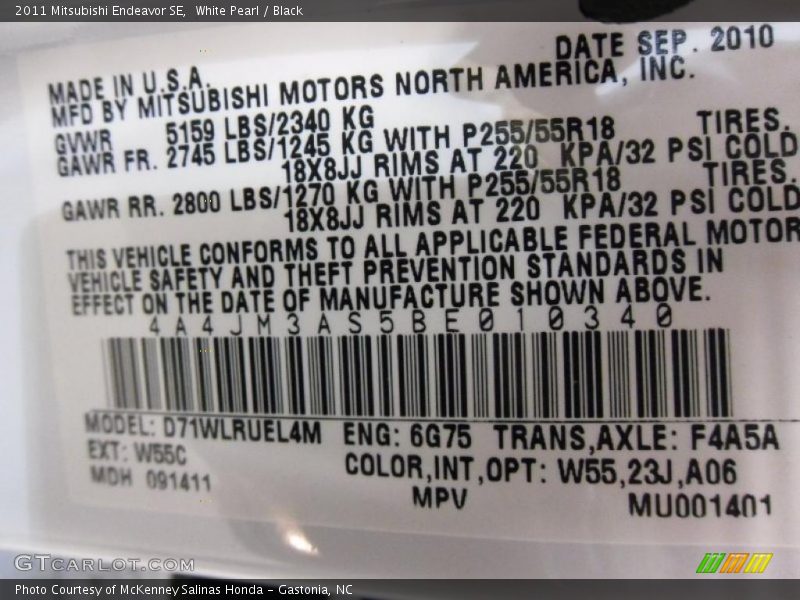 2011 Mitsubishi Endeavor SE, White Pearl / Black
DATE SEP. 2010
MADE IN U.S.A.
MFD BY MITSUBISHI MOTORS NORTH AMERICA, INC.
GVWR 5159 LBS/2340 KG
GAWR FR. 2745 LBS/1245 KG WITH P255/55R18 TIRES,
18X8JJ RIMS AT 220 KPA/32 PSI COLD
GAWR RR. 2800 LBS/1270 KG WITH P255/55R18 TIRES.
18X8JJ RIMS AT 220 KPA/32 PSI COLD
THIS VEHICLE CONFORMS TO ALL APPLICABLE FEDERAL MOTOR
VEHICLE SAFETY AND THEFT PREVENTION STANDARDS IN
EFFECT ON THE DATE OF MANUFACTURE SHOWN ABOVE.
4A4JM3AS5BE010340
MODEL: D71WLRUEL4M ENG: 6G75 TRANS,AXLE: F4A5A
EXT: W55C COLOR,INT,OPT: W55,23J,A06
MDH 091411 MPV MU001401
GTCARLOT.COM
Photo Courtesy of McKenney Salinas Honda - Gastonia, NC